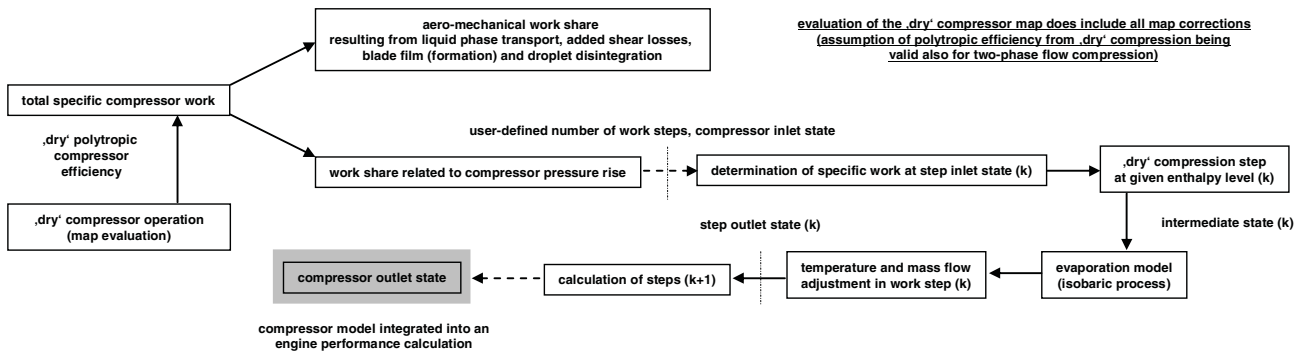 aero-mechanical work share
resulting from liquid phase transport, added shear losses,
blade film (formation) and droplet disintegration
evaluation of the ‚dry‘ compressor map does include all map corrections
(assumption of polytropic efficiency from ‚dry‘ compression being
valid also for two-phase flow compression)
total specific compressor work
‚dry‘ polytropic
compressor
efficiency
user-defined number of work steps, compressor inlet state
work share related to compressor pressure rise
determination of specific work at step inlet state (k)
‚dry‘ compression step
at given enthalpy level (k)
‚dry‘ compressor operation
(map evaluation)
step outlet state (k)
intermediate state (k)
compressor outlet state
calculation of steps (k+1)
temperature and mass flow
adjustment in work step (k)
evaporation model
(isobaric process)
compressor model integrated into an
engine performance calculation